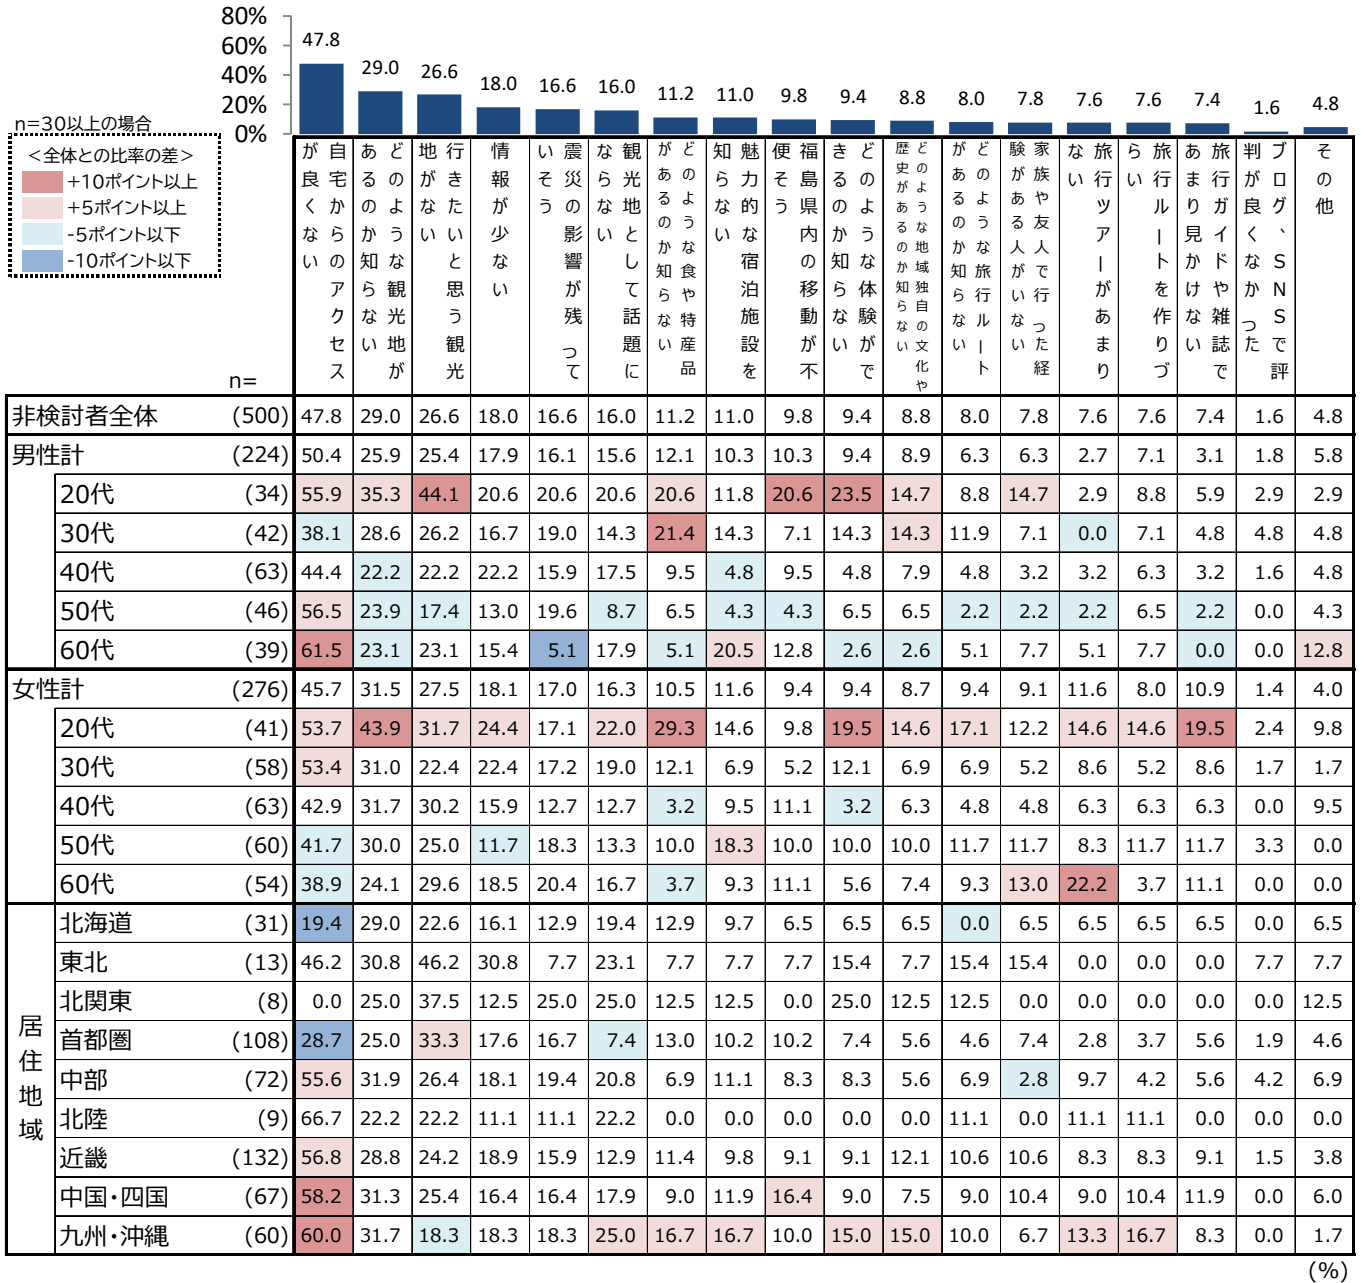 80%
60%
40%
20%
0%
47.8 29.0 26.6 18.0 16.6 16.0 11.2 11.0 9.8 9.4 8.8 8.0 7.8 7.6 7.6 7.4 1.6 4.8
n=30以上の場合
<全体との比率の差>
+10ポイント以上
+5ポイント以上
-5ポイント以下
-10ポイント以下
自宅からのアクセス
が良くない
どのような観光地が
あるのか知らない
行きたいと思う観光
地がない
情報が少ない
震災の影響が残って
いそう
観光地として話題に
ならない
どのような食や特産品
があるのか知らない
魅力的な宿泊施設を
知らない
福島県内の移動が不
便そう
どのような体験がで
きるのか知らない
どのような地域独自の文化や
歴史があるのか知らない
どのような旅行ルート
があるのか知らない
家族や友人で行った経
験がある人がいない
旅行ツアーがあまり
ない
旅行ルートを作りづ
らい
旅行ガイドや雑誌で
あまり見かけない
ブログ、SNSで評
判が良くなかった
その他
n=
非検討者全体 (500) 47.8 29.0 26.6 18.0 16.6 16.0 11.2 11.0 9.8 9.4 8.8 8.0 7.8 7.6 7.6 7.4 1.6 4.8
男性計 (224) 50.4 25.9 25.4 17.9 16.1 15.6 12.1 10.3 10.3 9.4 8.9 6.3 6.3 2.7 7.1 3.1 1.8 5.8
20代 (34) 55.9 35.3 44.1 20.6 20.6 20.6 20.6 11.8 20.6 23.5 14.7 8.8 14.7 2.9 8.8 5.9 2.9 2.9
30代 (42) 38.1 28.6 26.2 16.7 19.0 14.3 21.4 14.3 7.1 14.3 14.3 11.9 7.1 0.0 7.1 4.8 4.8 4.8
40代 (63) 44.4 22.2 22.2 22.2 15.9 17.5 9.5 4.8 9.5 4.8 7.9 4.8 3.2 3.2 6.3 3.2 1.6 4.8
50代 (46) 56.5 23.9 17.4 13.0 19.6 8.7 6.5 4.3 4.3 6.5 6.5 2.2 2.2 2.2 6.5 2.2 0.0 4.3
60代 (39) 61.5 23.1 23.1 15.4 5.1 17.9 5.1 20.5 12.8 2.6 2.6 5.1 7.7 5.1 7.7 0.0 0.0 12.8
女性計 (276) 45.7 31.5 27.5 18.1 17.0 16.3 10.5 11.6 9.4 9.4 8.7 9.4 9.1 11.6 8.0 10.9 1.4 4.0
20代 (41) 53.7 43.9 31.7 24.4 17.1 22.0 29.3 14.6 9.8 19.5 14.6 17.1 12.2 14.6 14.6 19.5 2.4 9.8
30代 (58) 53.4 31.0 22.4 22.4 17.2 19.0 12.1 6.9 5.2 12.1 6.9 6.9 5.2 8.6 5.2 8.6 1.7 1.7
40代 (63) 42.9 31.7 30.2 15.9 12.7 12.7 3.2 9.5 11.1 3.2 6.3 4.8 4.8 6.3 6.3 6.3 0.0 9.5
50代 (60) 41.7 30.0 25.0 11.7 18.3 13.3 10.0 18.3 10.0 10.0 10.0 11.7 11.7 8.3 11.7 11.7 3.3 0.0
60代 (54) 38.9 24.1 29.6 18.5 20.4 16.7 3.7 9.3 11.1 5.6 7.4 9.3 13.0 22.2 3.7 11.1 0.0 0.0
居住地域
北海道 (31) 19.4 29.0 22.6 16.1 12.9 19.4 12.9 9.7 6.5 6.5 6.5 0.0 6.5 6.5 6.5 6.5 0.0 6.5
東北 (13) 46.2 30.8 46.2 30.8 7.7 23.1 7.7 7.7 7.7 15.4 7.7 15.4 15.4 0.0 0.0 0.0 7.7 7.7
北関東 (8) 0.0 25.0 37.5 12.5 25.0 25.0 12.5 12.5 0.0 25.0 12.5 12.5 0.0 0.0 0.0 0.0 0.0 12.5
首都圏 (108) 28.7 25.0 33.3 17.6 16.7 7.4 13.0 10.2 10.2 7.4 5.6 4.6 7.4 2.8 3.7 5.6 1.9 4.6
中部 (72) 55.6 31.9 26.4 18.1 19.4 20.8 6.9 11.1 8.3 8.3 5.6 6.9 2.8 9.7 4.2 5.6 4.2 6.9
北陸 (9) 66.7 22.2 22.2 11.1 11.1 22.2 0.0 0.0 0.0 0.0 0.0 11.1 0.0 11.1 11.1 0.0 0.0 0.0
近畿 (132) 56.8 28.8 24.2 18.9 15.9 12.9 11.4 9.8 9.1 9.1 12.1 10.6 10.6 8.3 8.3 9.1 1.5 3.8
中国・四国 (67) 58.2 31.3 25.4 16.4 16.4 17.9 9.0 11.9 16.4 9.0 7.5 9.0 10.4 9.0 10.4 11.9 0.0 6.0
九州・沖縄 (60) 60.0 31.7 18.3 18.3 18.3 25.0 16.7 16.7 10.0 15.0 15.0 10.0 6.7 13.3 16.7 8.3 0.0 1.7
(%)